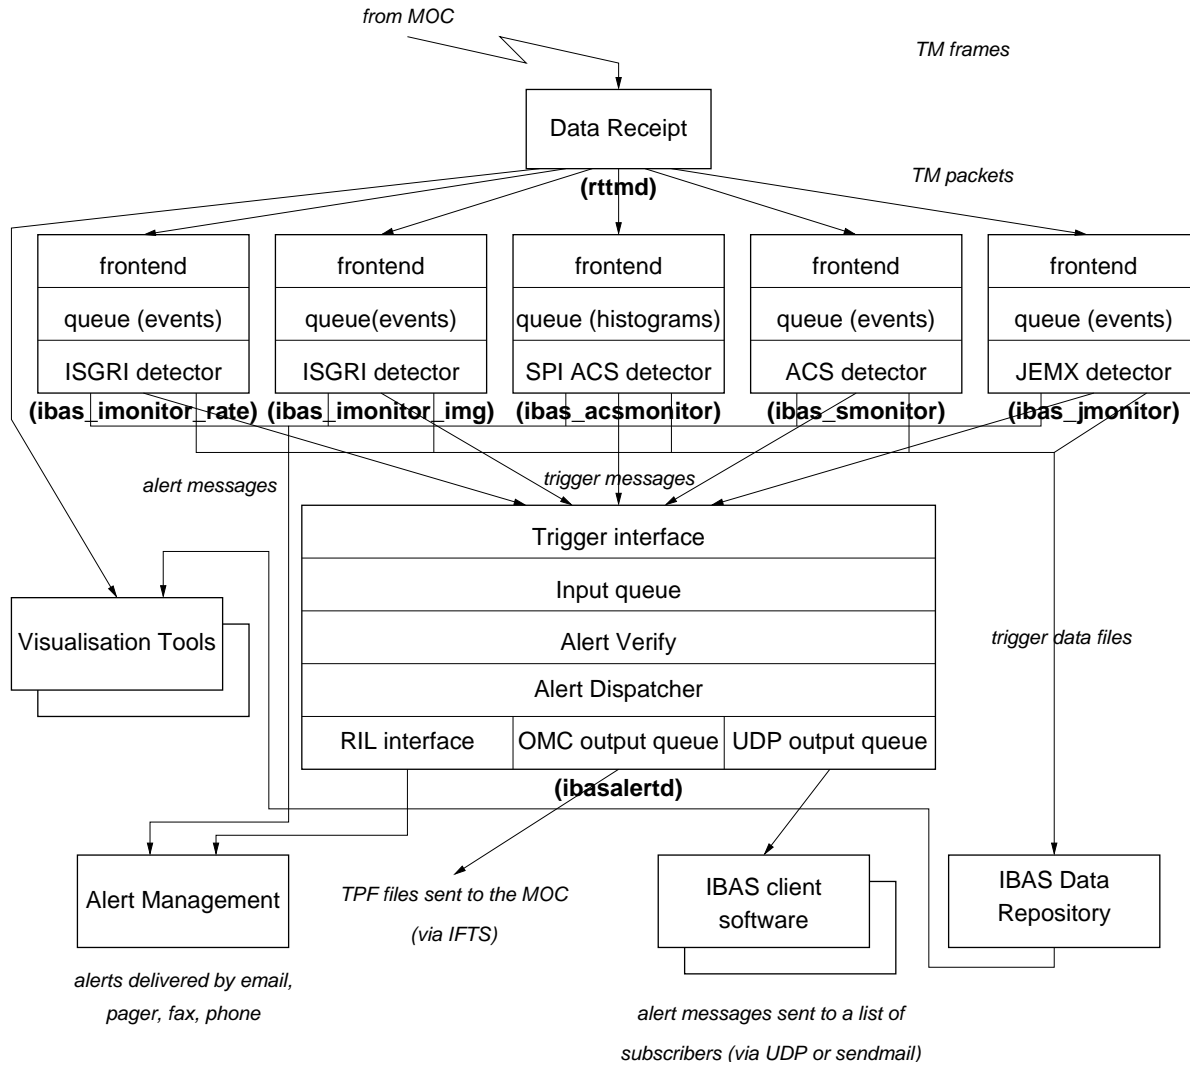 from MOC
TM frames
Data Receipt
(rttmd)
TM packets
frontend
frontend
frontend
frontend
frontend
queue (events)
queue(events)
queue (histograms)
queue (events)
queue (events)
ISGRI detector
ISGRI detector
SPI ACS detector
ACS detector
JEMX detector
(ibas_imonitor_rate)
(ibas_imonitor_img)
(ibas_acsmonitor)
(ibas_smonitor)
(ibas_jmonitor)
alert messages
trigger messages
Trigger interface
Input queue
Alert Verify
Alert Dispatcher
RIL interface
OMC output queue
UDP output queue
(ibasalertd)
Visualisation Tools
trigger data files
Alert Management
alerts delivered by email,
pager, fax, phone
TPF files sent to the MOC
(via IFTS)
IBAS client
software
alert messages sent to a list of
subscribers (via UDP or sendmail)
IBAS Data
Repository